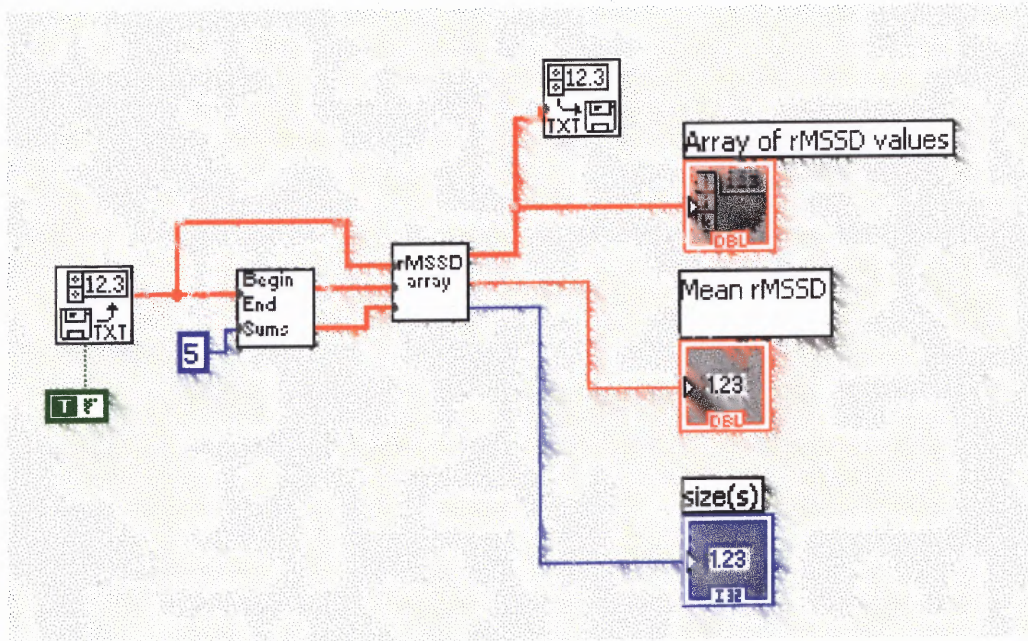 12.3
TXT
Array of rMSSD values
DBL
12.3
TXT
T
5
Begin
End
Sums
rMSSD
array
Mean rMSSD
1.23
DBL
size(s)
1.23
I32